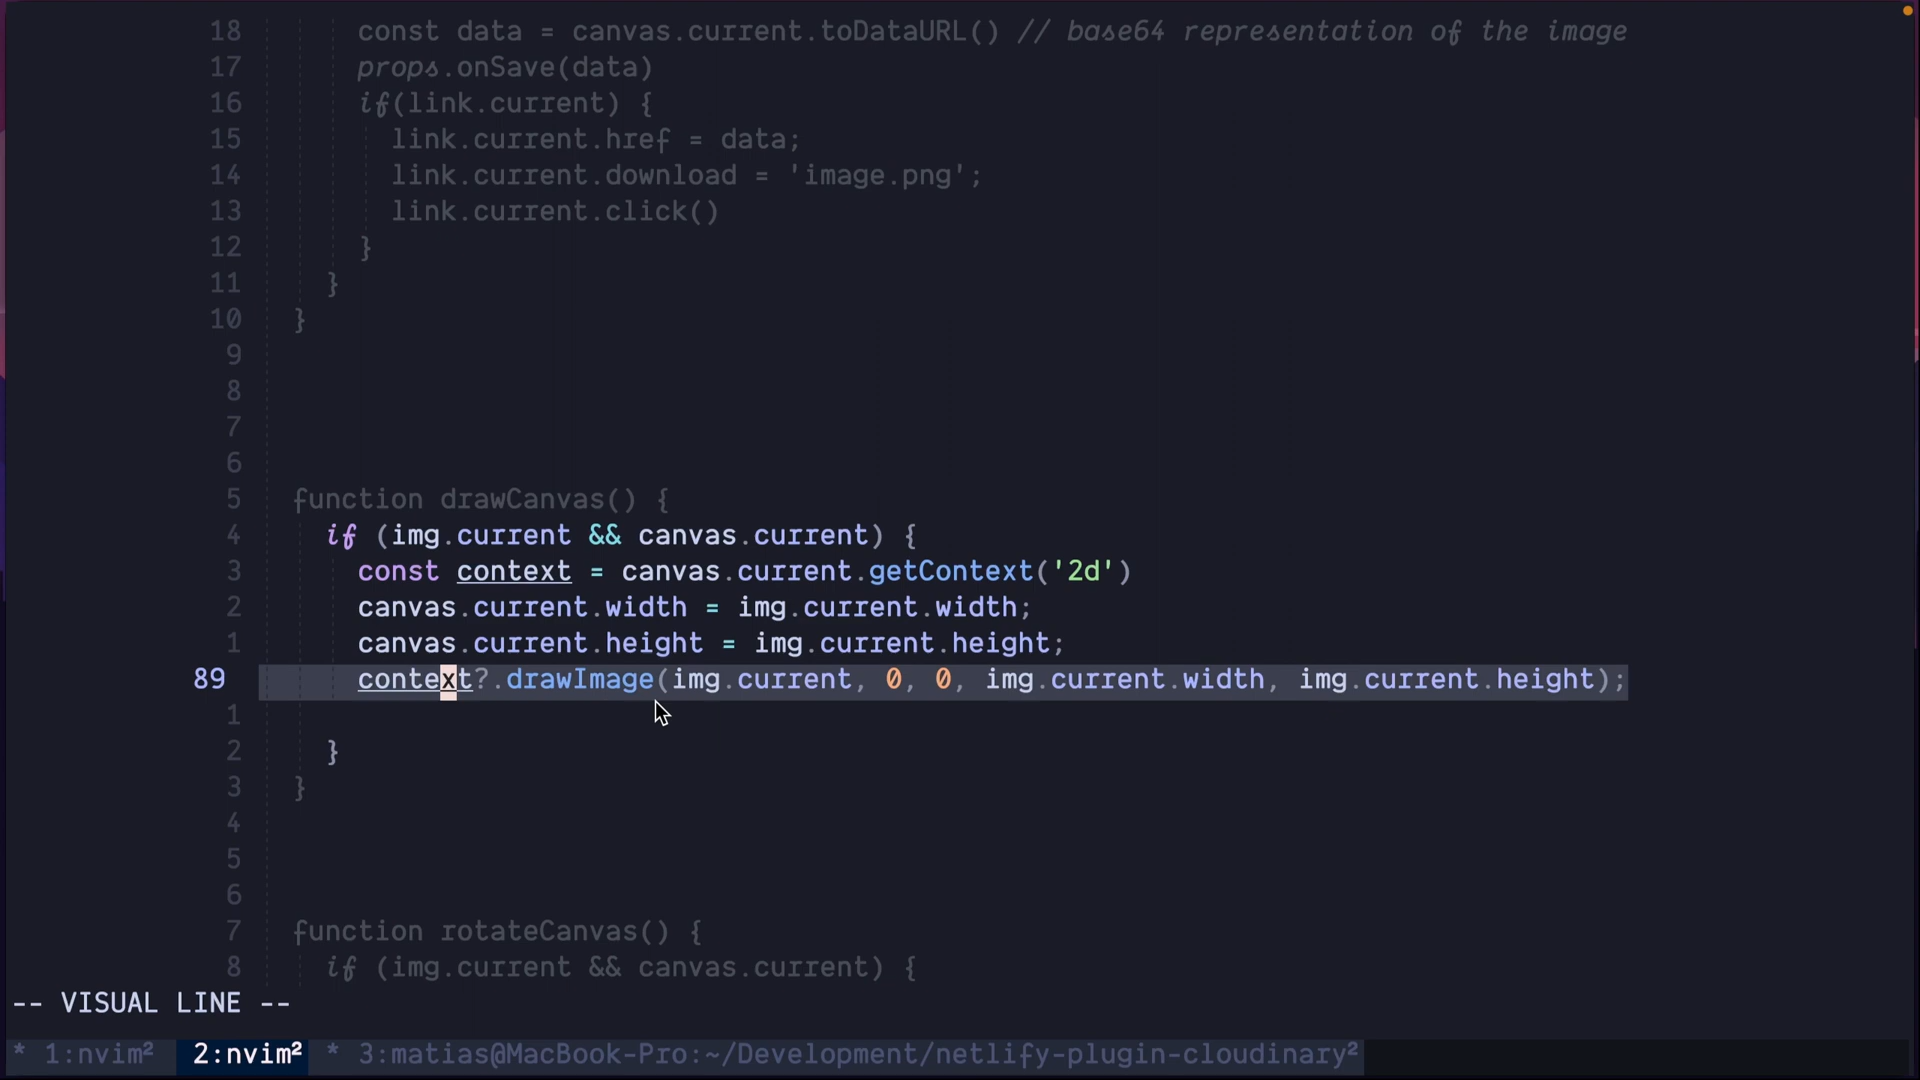 18 const data = canvas.current.toDataURL() // base64 representation of the image
17 props.onSave(data)
16 if(link.current) {
15 link.current.href = data;
14 link.current.download = 'image.png';
13 link.current.click()
12 }
11 }
10 }
9
8
7
6
5 function drawCanvas() {
4 if (img.current && canvas.current) {
3 const context = canvas.current.getContext('2d')
2 canvas.current.width = img.current.width;
1 canvas.current.height = img.current.height;
89 context?.drawImage(img.current, 0, 0, img.current.width, img.current.height);
1
2 }
3 }
4
5
6
7 function rotateCanvas() {
8 if (img.current && canvas.current) {
-- VISUAL LINE --
* 1:nvim² 2:nvim² * 3:matias@MacBook-Pro:~/Development/netlify-plugin-cloudinary²